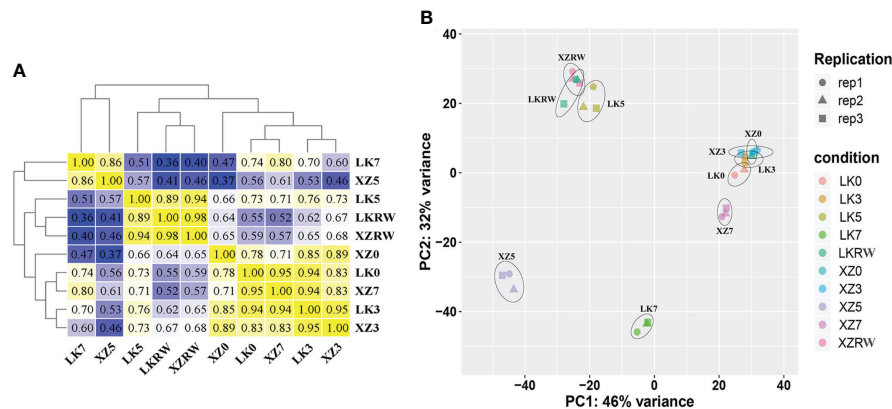 A
1.00 0.86 0.51 0.36 0.40 0.47 0.74 0.80 0.70 0.60 LK7
0.86 1.00 0.57 0.41 0.46 0.37 0.56 0.61 0.53 0.46 XZ5
0.51 0.57 1.00 0.89 0.94 0.66 0.73 0.71 0.76 0.73 LK5
0.36 0.41 0.89 1.00 0.98 0.64 0.55 0.52 0.62 0.67 LKRW
0.40 0.46 0.94 0.98 1.00 0.65 0.59 0.57 0.65 0.68 XZRW
0.47 0.37 0.66 0.64 0.65 1.00 0.78 0.71 0.85 0.89 XZ0
0.74 0.56 0.73 0.55 0.59 0.78 1.00 0.95 0.94 0.83 LK0
0.80 0.61 0.71 0.52 0.57 0.71 0.95 1.00 0.94 0.83 XZ7
0.70 0.53 0.76 0.62 0.65 0.85 0.94 0.94 1.00 0.95 LK3
0.60 0.46 0.73 0.67 0.68 0.89 0.83 0.83 0.95 1.00 XZ3
LK7 XZ5 LK5 LKRW XZRW XZ0 LK0 XZ7 LK3 XZ3
B
PC2: 32% variance
40
20
0
−20
−40
XZRW
LKRW
LK5
XZ0
XZ3
LK3
LK0
XZ7
XZ5
LK7
−40 −20 0 20 40
PC1: 46% variance
Replication
rep1
rep2
rep3
condition
LK0
LK3
LK5
LK7
LKRW
XZ0
XZ3
XZ5
XZ7
XZRW